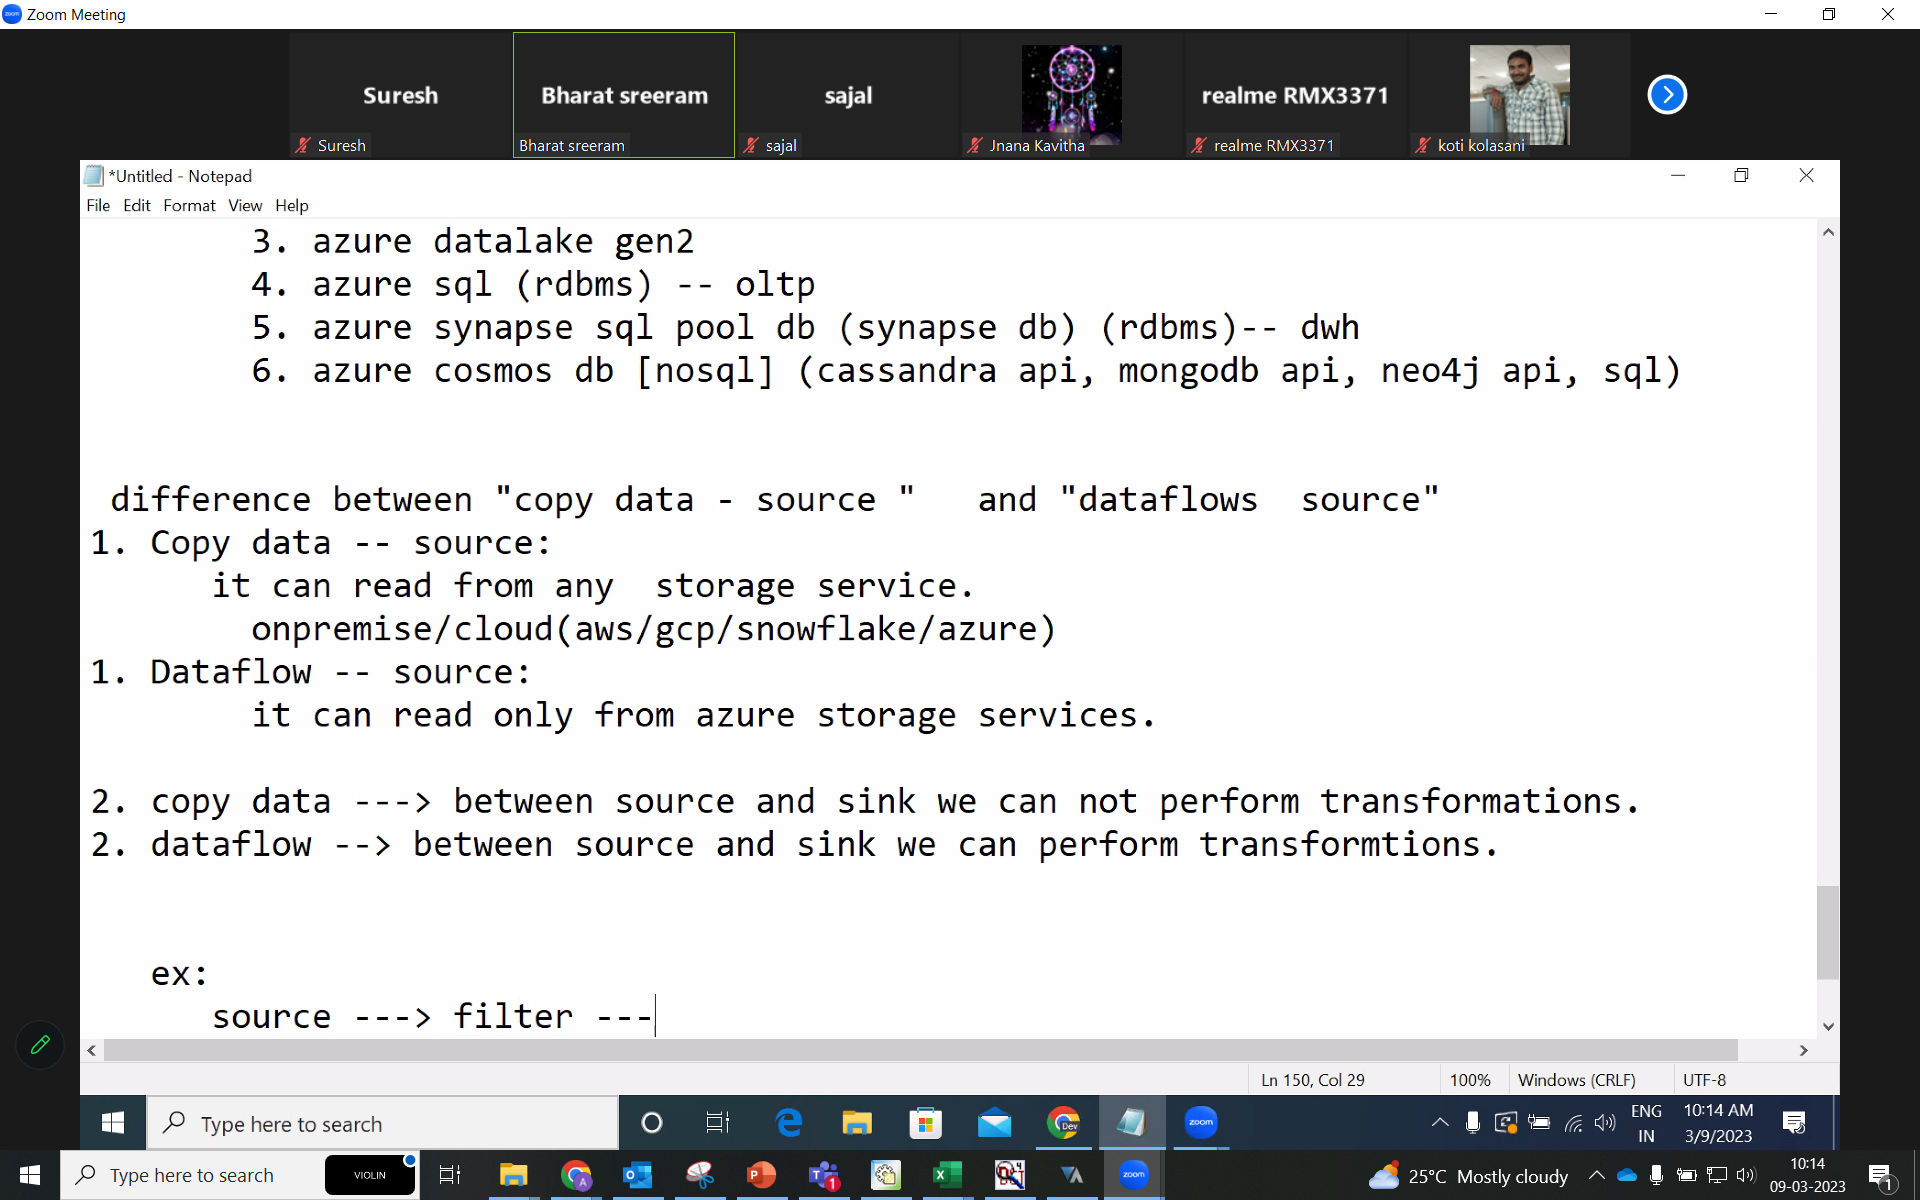 Zoom Meeting
Suresh
Bharat sreeram
sajal
realme RMX3371
Suresh
Bharat sreeram
sajal
Jnana Kavitha
realme RMX3371
koti kolasani
*Untitled - Notepad
File Edit Format View Help
3. azure datalake gen2
4. azure sql (rdbms) -- oltp
5. azure synapse sql pool db (synapse db) (rdbms)-- dwh
6. azure cosmos db [nosql] (cassandra api, mongodb api, neo4j api, sql)
difference between "copy data - source " and "dataflows source"
1. Copy data -- source:
it can read from any storage service.
onpremise/cloud(aws/gcp/snowflake/azure)
1. Dataflow -- source:
it can read only from azure storage services.
2. copy data ---> between source and sink we can not perform transformations.
2. dataflow --> between source and sink we can perform transformtions.
ex:
source ---> filter ---
Ln 150, Col 29 100% Windows (CRLF) UTF-8
Type here to search
Dev
zoom
ENG
IN
10:14 AM
3/9/2023
Type here to search
VIOLIN
zoom
25°C Mostly cloudy
10:14
09-03-2023